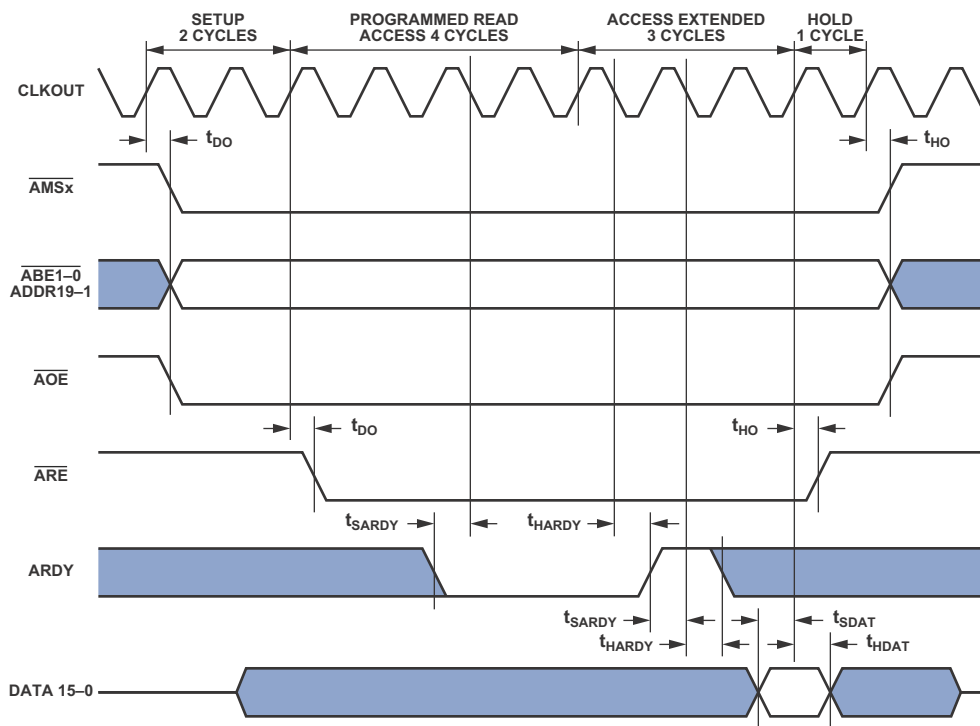 SETUP
2 CYCLES
PROGRAMMED READ
ACCESS 4 CYCLES
ACCESS EXTENDED
3 CYCLES
HOLD
1 CYCLE
CLKOUT
tDO
tHO
AMSx
ABE1–0
ADDR19–1
AOE
tDO
tHO
ARE
tSARDY
tHARDY
ARDY
tSARDY
tSDAT
tHARDY
tHDAT
DATA 15–0